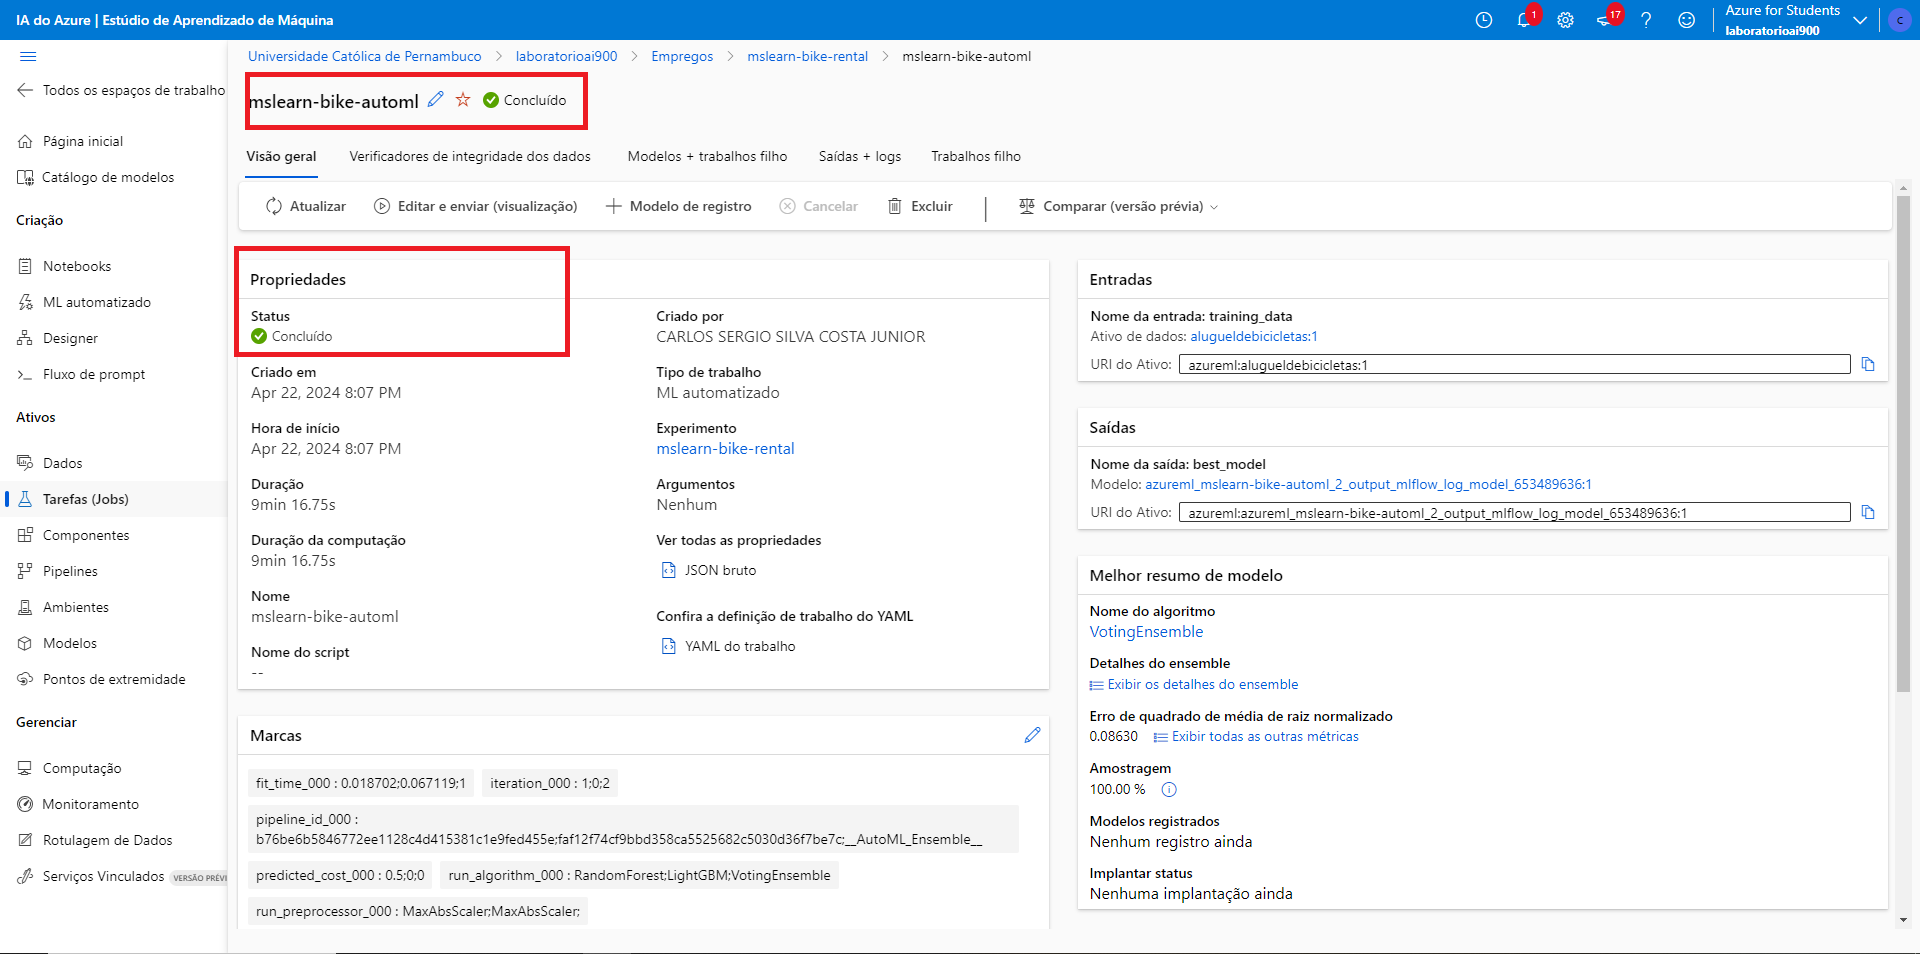 IA do Azure | Estúdio de Aprendizado de Máquina
1
17
Azure for Students
laboratorioai900
C
Todos os espaços de trabalho
Página inicial
Catálogo de modelos
Criação
Notebooks
ML automatizado
Designer
Fluxo de prompt
Ativos
Dados
Tarefas (Jobs)
Componentes
Pipelines
Ambientes
Modelos
Pontos de extremidade
Gerenciar
Computação
Monitoramento
Rotulagem de Dados
Serviços Vinculados VERSÃO PRÉVI
Universidade Católica de Pernambuco > laboratorioai900 > Empregos > mslearn-bike-rental > mslearn-bike-automl
mslearn-bike-automl Concluído
Visão geral Verificadores de integridade dos dados Modelos + trabalhos filho Saídas + logs Trabalhos filho
Atualizar Editar e enviar (visualização) Modelo de registro Cancelar Excluir Comparar (versão prévia)
Propriedades
Status
Concluído
Criado em
Apr 22, 2024 8:07 PM
Hora de início
Apr 22, 2024 8:07 PM
Duração
9min 16.75s
Duração da computação
9min 16.75s
Nome
mslearn-bike-automl
Nome do script
--
Criado por
CARLOS SERGIO SILVA COSTA JUNIOR
Tipo de trabalho
ML automatizado
Experimento
mslearn-bike-rental
Argumentos
Nenhum
Ver todas as propriedades
JSON bruto
Confira a definição de trabalho do YAML
YAML do trabalho
Marcas
fit_time_000 : 0.018702;0.067119;1
iteration_000 : 1;0;2
pipeline_id_000 :
b76be6b5846772ee1128c4d415381c1e9fed455e;faf12f74cf9bbd358ca5525682c5030d36f7be7c;__AutoML_Ensemble__
predicted_cost_000 : 0.5;0;0
run_algorithm_000 : RandomForest;LightGBM;VotingEnsemble
run_preprocessor_000 : MaxAbsScaler;MaxAbsScaler;
Entradas
Nome da entrada: training_data
Ativo de dados: alugueldebicicletas:1
URI do Ativo: azureml:alugueldebicicletas:1
Saídas
Nome da saída: best_model
Modelo: azureml_mslearn-bike-automl_2_output_mlflow_log_model_653489636:1
URI do Ativo: azureml:azureml_mslearn-bike-automl_2_output_mlflow_log_model_653489636:1
Melhor resumo de modelo
Nome do algoritmo
VotingEnsemble
Detalhes do ensemble
Exibir os detalhes do ensemble
Erro de quadrado de média de raiz normalizado
0.08630 Exibir todas as outras métricas
Amostragem
100.00 %
Modelos registrados
Nenhum registro ainda
Implantar status
Nenhuma implantação ainda